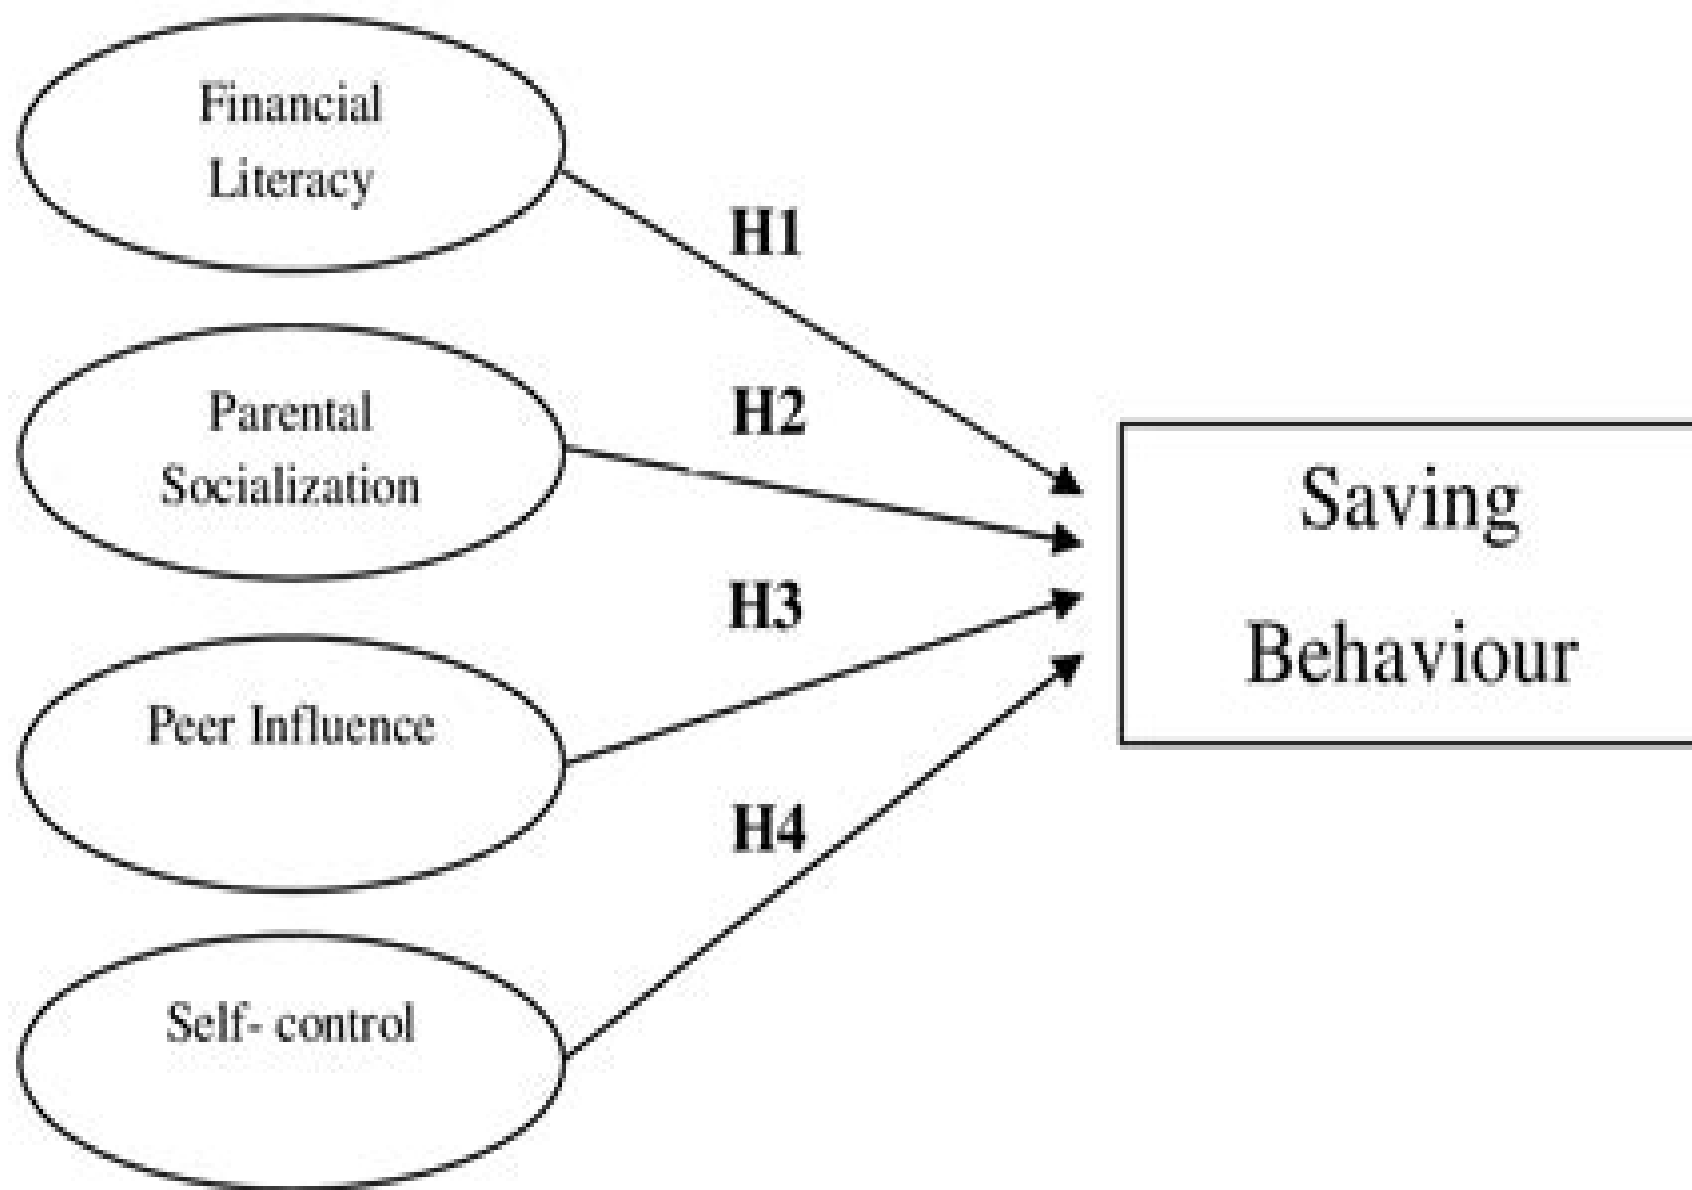 Financial
Literacy
H1
Parental
Socialization
H2
Saving
Behaviour
H3
Peer Influence
H4
Self- control